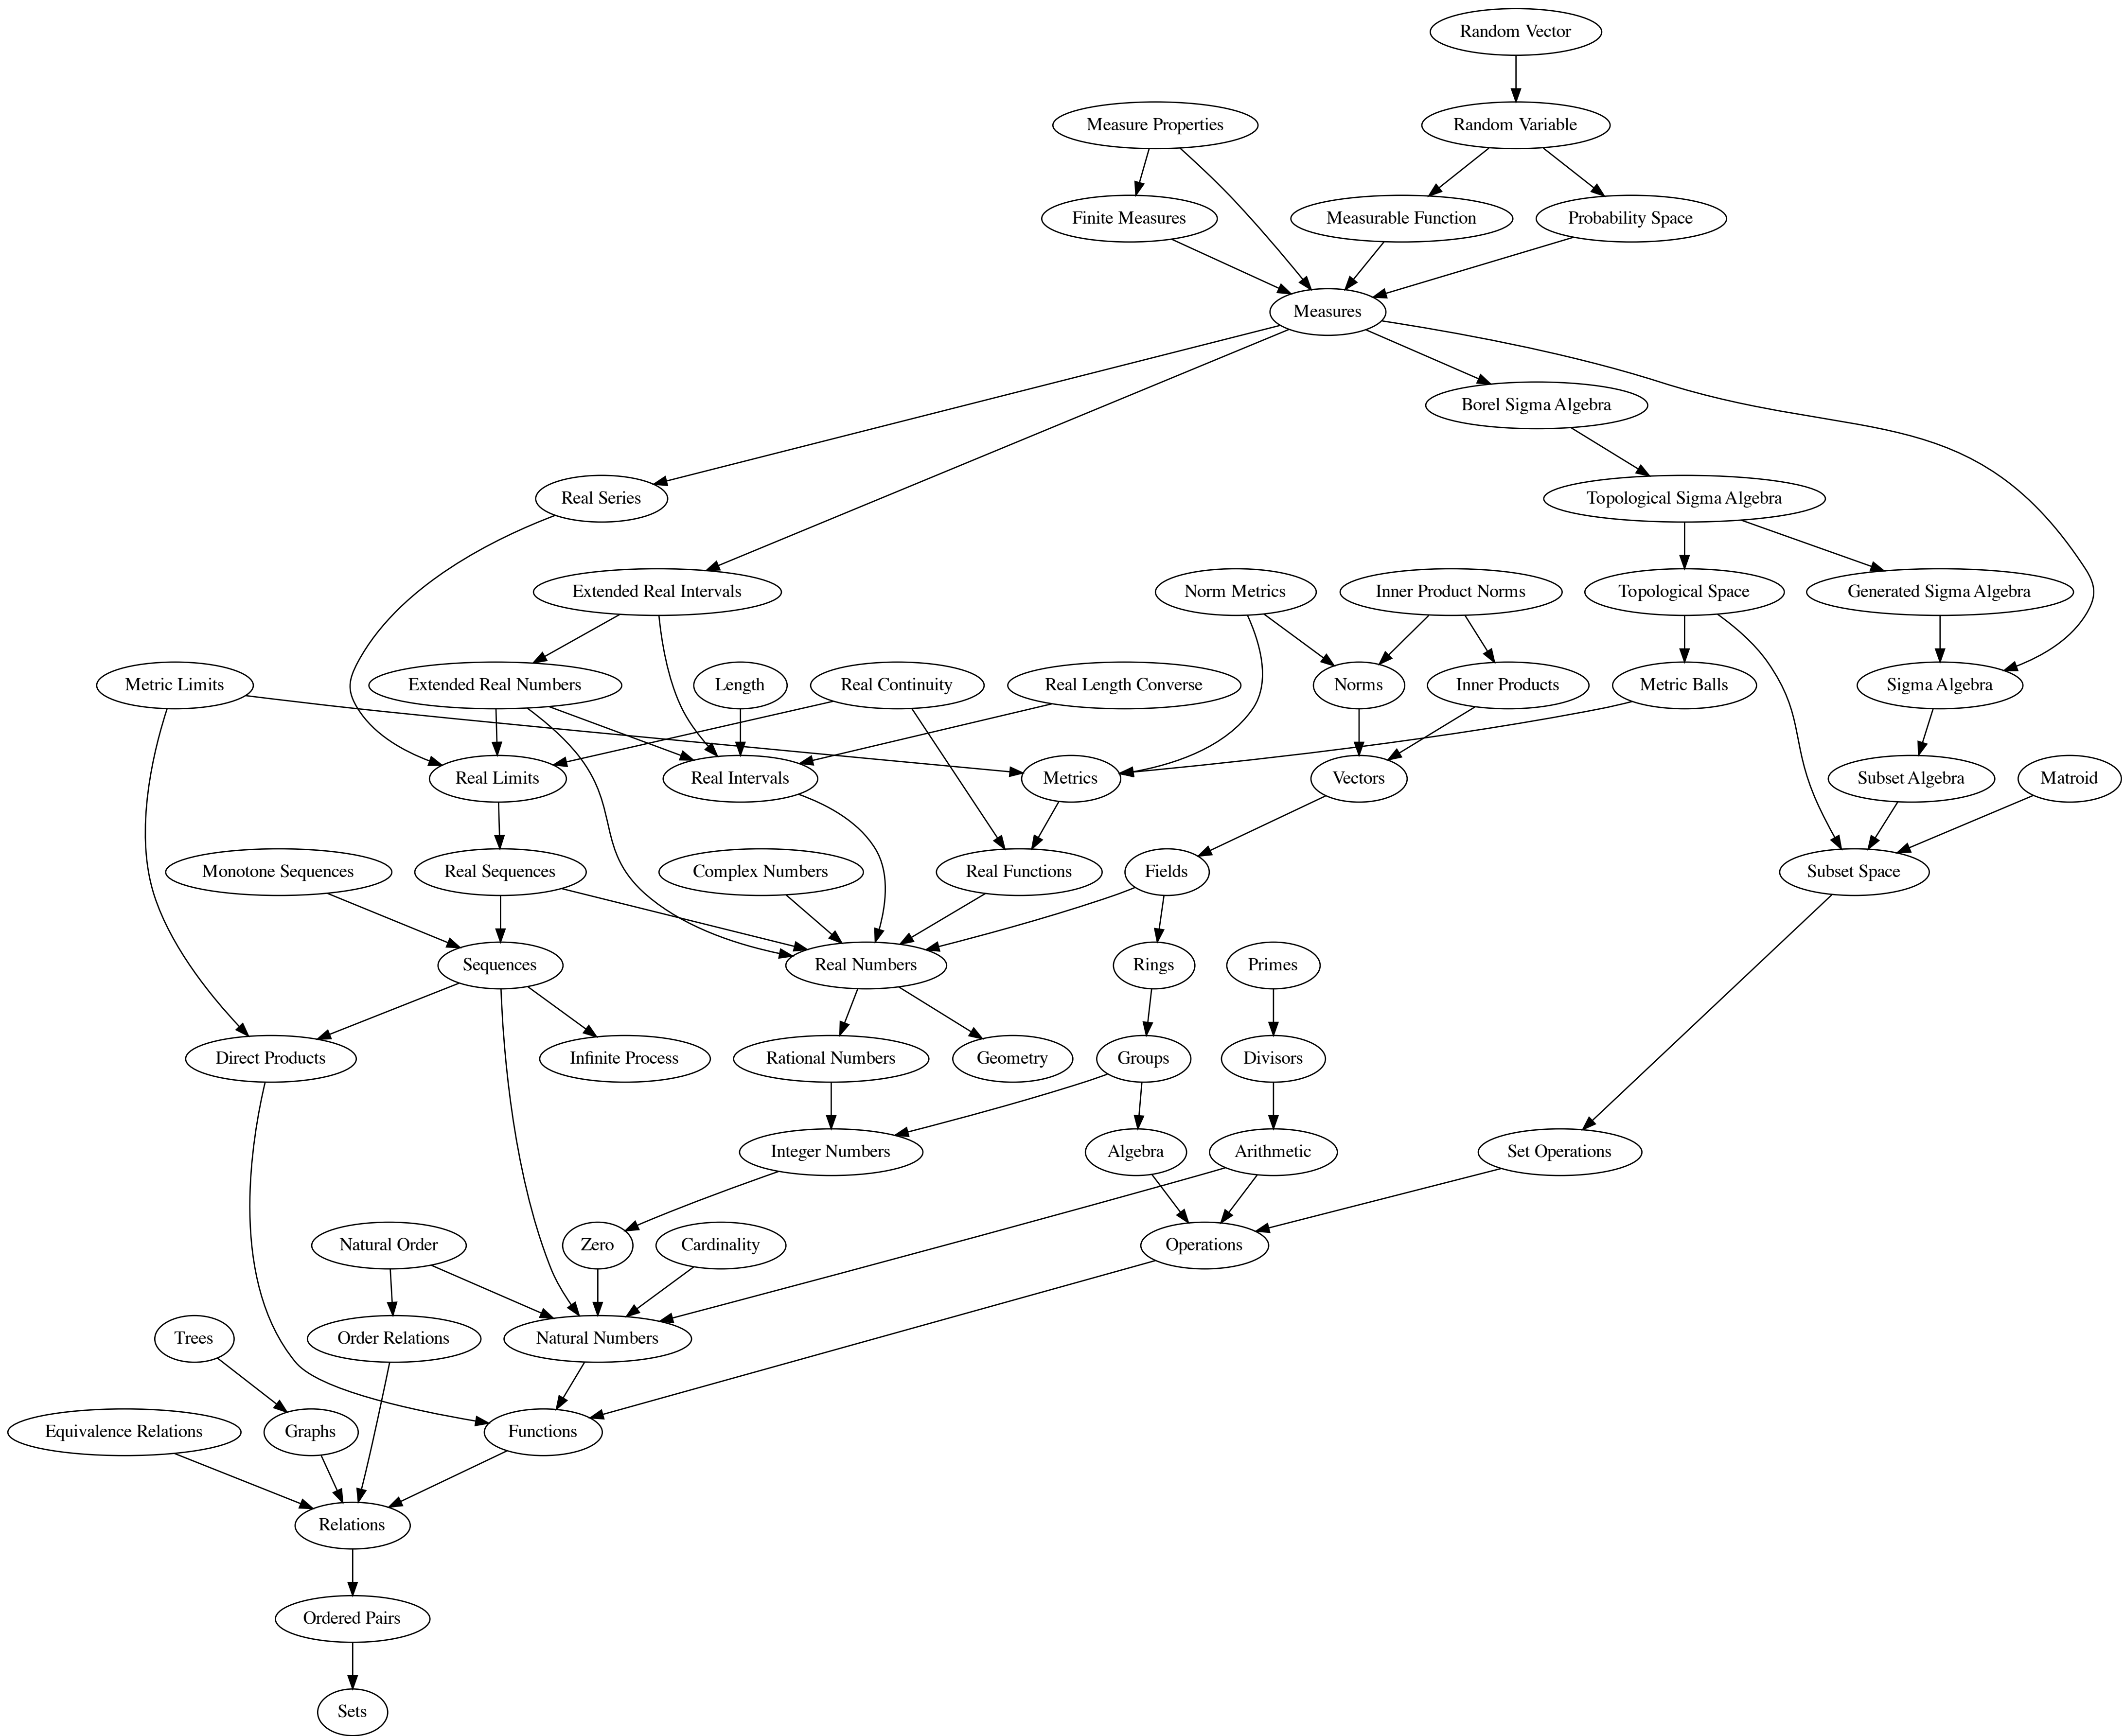 Random Vector
Measure Properties
Random Variable
Finite Measures
Measurable Function
Probability Space
Measures
Borel Sigma Algebra
Real Series
Topological Sigma Algebra
Extended Real Intervals
Norm Metrics
Inner Product Norms
Topological Space
Generated Sigma Algebra
Metric Limits
Extended Real Numbers
Length
Real Continuity
Real Length Converse
Norms
Inner Products
Metric Balls
Sigma Algebra
Real Limits
Real Intervals
Metrics
Vectors
Subset Algebra
Matroid
Monotone Sequences
Real Sequences
Complex Numbers
Real Functions
Fields
Subset Space
Sequences
Real Numbers
Rings
Primes
Direct Products
Infinite Process
Rational Numbers
Geometry
Groups
Divisors
Integer Numbers
Algebra
Arithmetic
Set Operations
Natural Order
Zero
Cardinality
Operations
Trees
Order Relations
Natural Numbers
Equivalence Relations
Graphs
Functions
Relations
Ordered Pairs
Sets